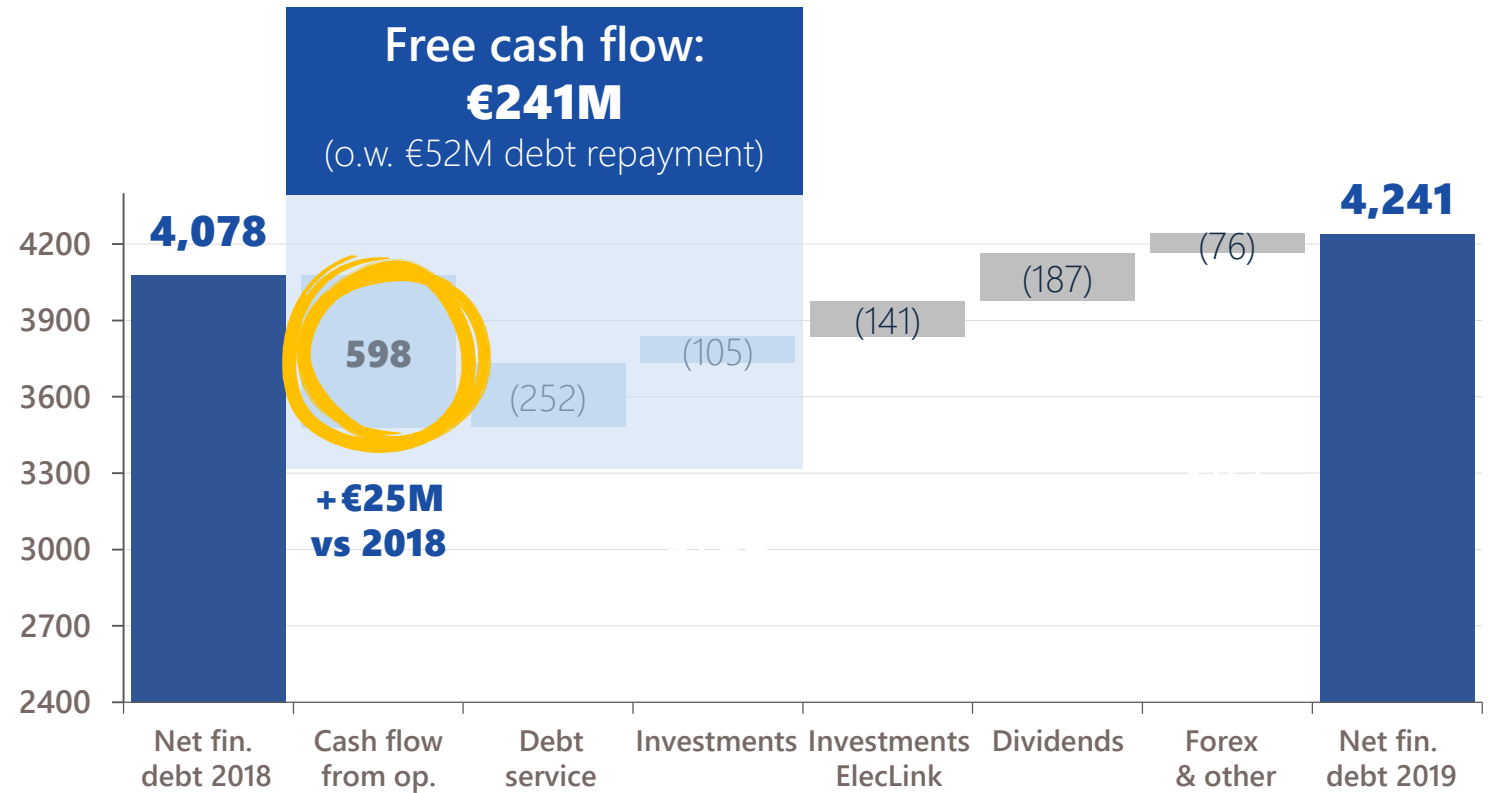 Free cash flow:
€241M
(o.w. €52M debt repayment)
4,078
4,241
4200
3900
3600
3300
3000
2700
2400
598
(252)
(105)
(141)
(187)
(76)
+€25M
vs 2018
Net fin.
debt 2018
Cash flow
from op.
Debt
service
Investments
Investments
ElecLink
Dividends
Forex
& other
Net fin.
debt 2019